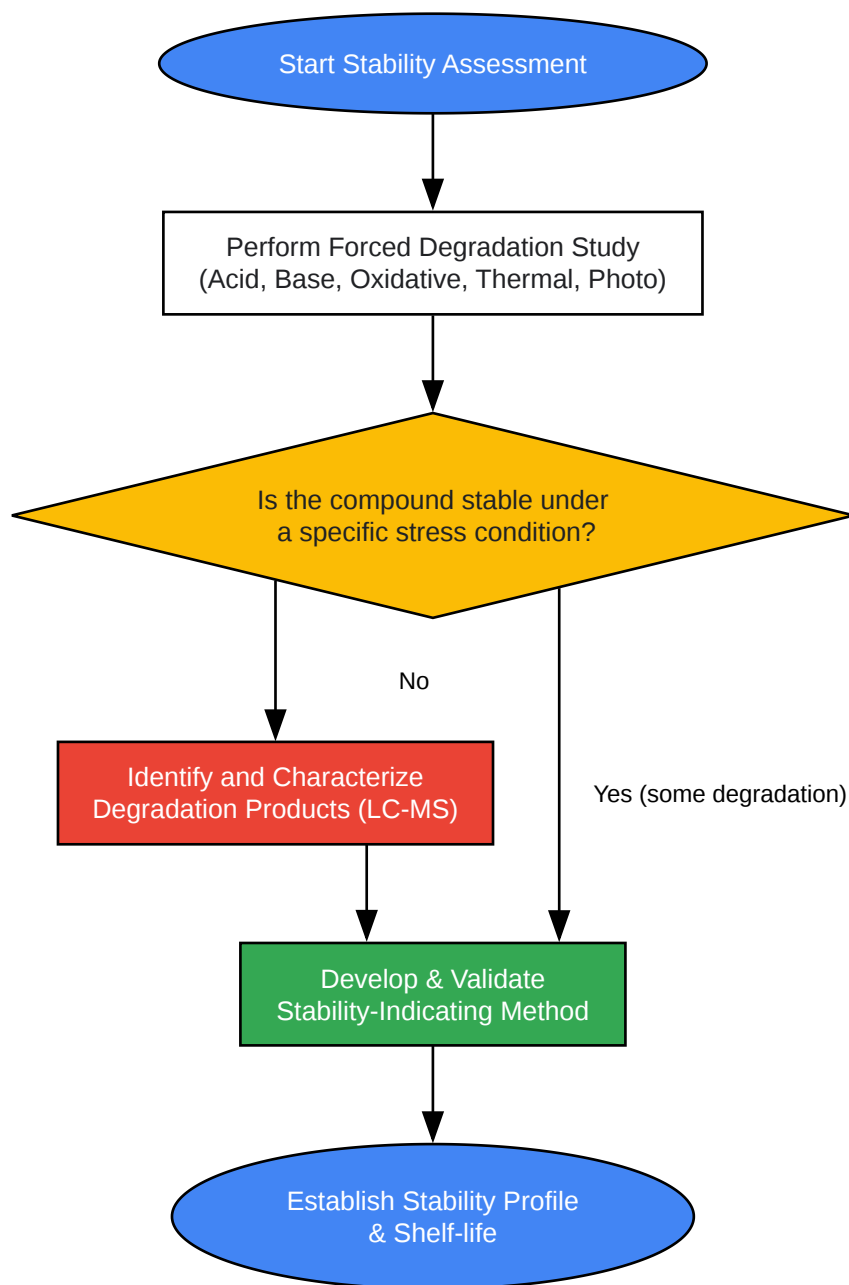 Start Stability Assessment
Perform Forced Degradation Study
(Acid, Base, Oxidative, Thermal, Photo)
Is the compound stable under
a specific stress condition?
No
Identify and Characterize
Degradation Products (LC-MS)
Yes (some degradation)
Develop & Validate
Stability-Indicating Method
Establish Stability Profile
& Shelf-life